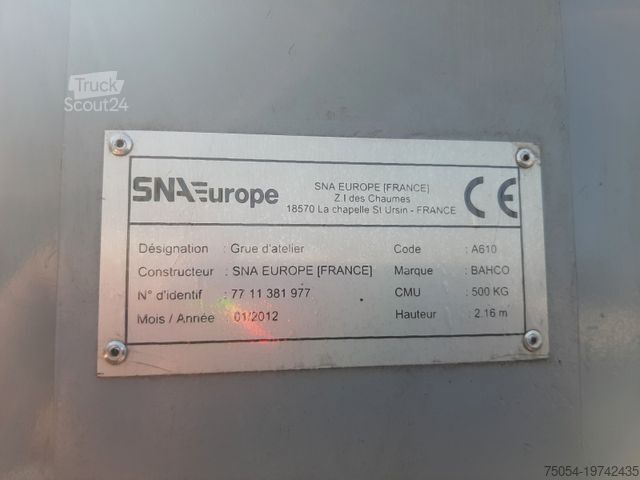 Truck
Scout24
SNA Europe
SNA EUROPE [FRANCE]
Z.I des Chaumes
18570 La chapelle St Ursin - FRANCE
CE
Désignation : Grue d'atelier
Code : A610
Constructeur : SNA EUROPE [FRANCE]
Marque : BAHCO
N° d'identif : 77 11 381 977
CMU : 500 KG
Mois / Année : 01/2012
Hauteur : 2.16 m
75054-19742435